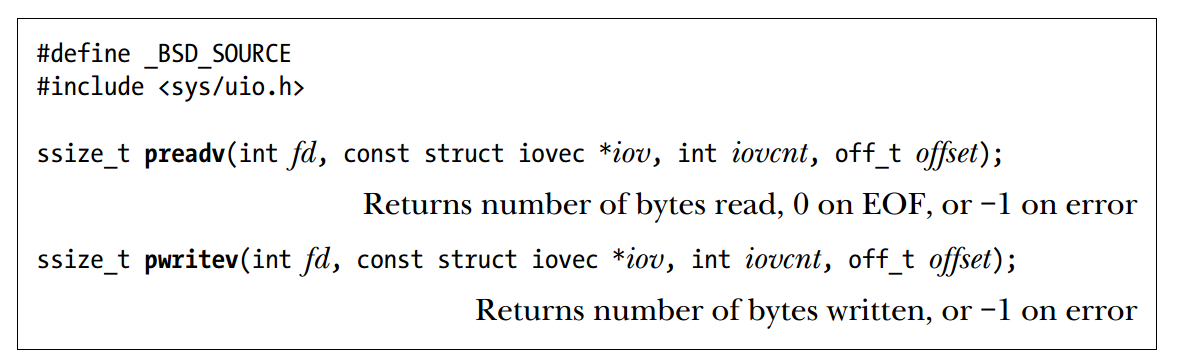 #define _BSD_SOURCE
#include <sys/uio.h>
ssize_t preadv(int fd, const struct iovec *iov, int iovcnt, off_t offset);
Returns number of bytes read, 0 on EOF, or −1 on error
ssize_t pwritev(int fd, const struct iovec *iov, int iovcnt, off_t offset);
Returns number of bytes written, or −1 on error